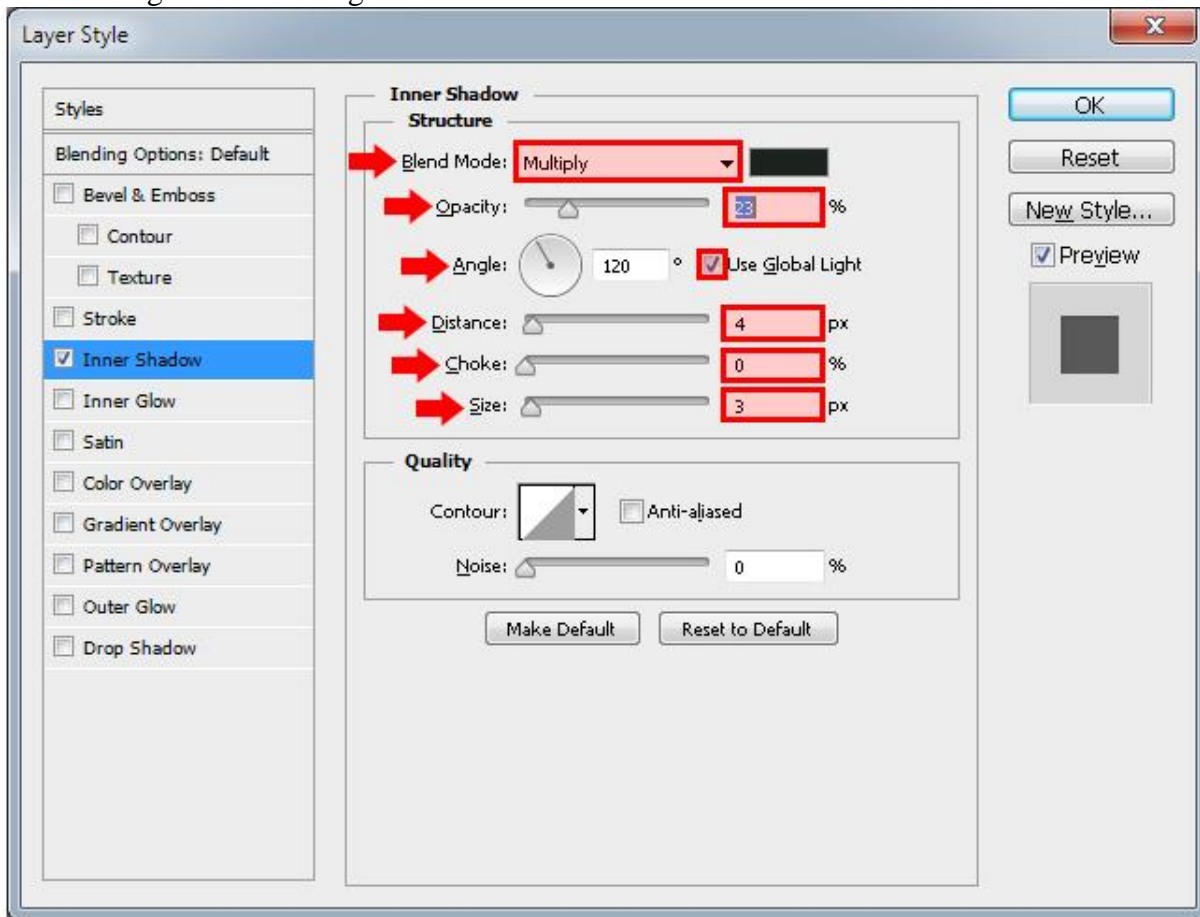 Layer Style
X
Styles
Blending Options: Default
Bevel & Emboss
Contour
Texture
Stroke
Inner Shadow
Inner Glow
Satin
Color Overlay
Gradient Overlay
Pattern Overlay
Outer Glow
Drop Shadow
Inner Shadow
Structure
Blend Mode: Multiply
Opacity: 23 %
Angle: 120 ° Use Global Light
Distance: 4 px
Choke: 0 %
Size: 3 px
Quality
Contour: Anti-aliased
Noise: 0 %
Make Default Reset to Default
OK
Reset
New Style...
Preview